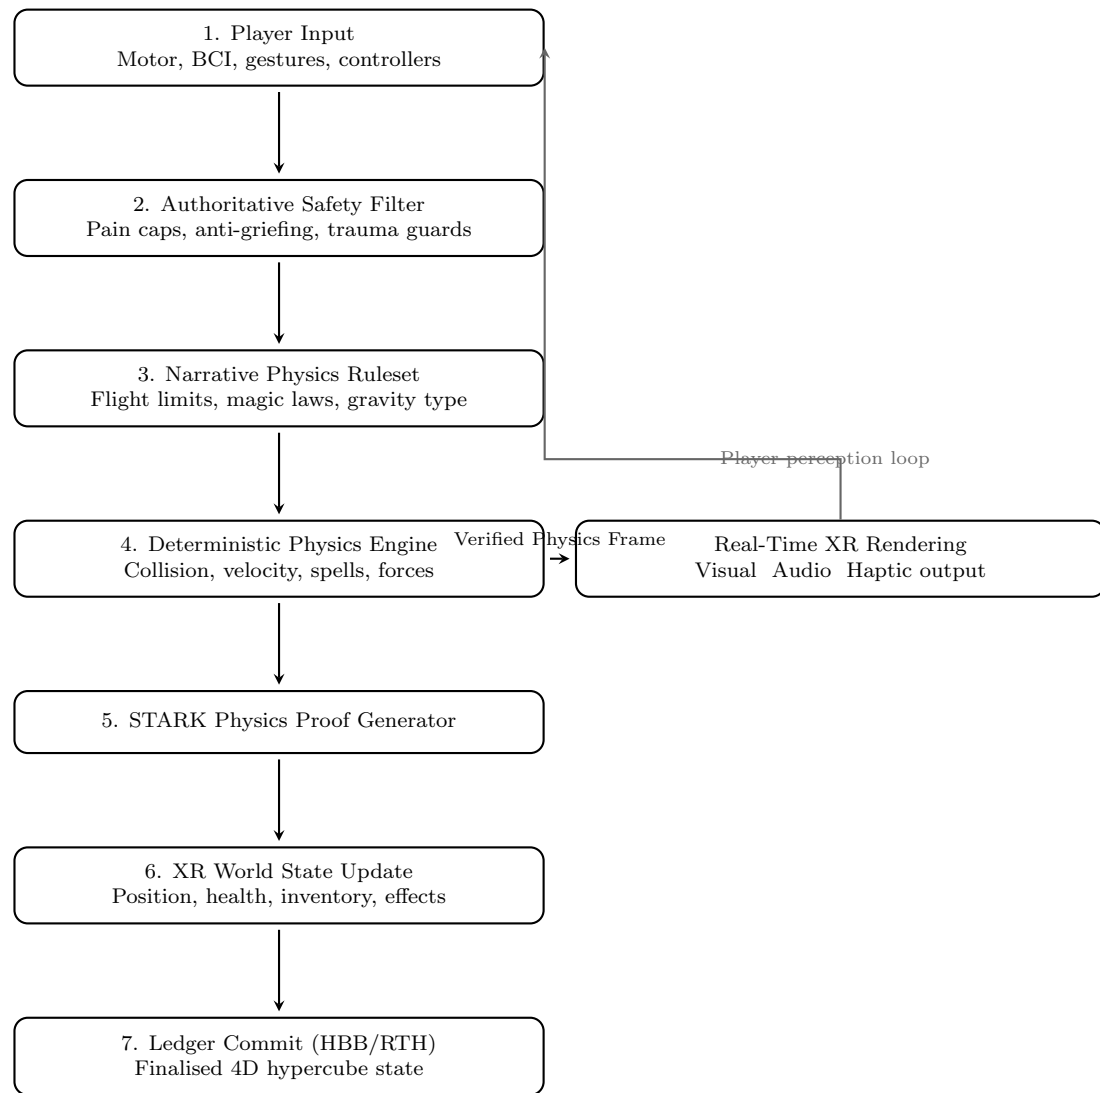 1. Player Input
Motor, BCI, gestures, controllers
2. Authoritative Safety Filter
Pain caps, anti-griefing, trauma guards
3. Narrative Physics Ruleset
Flight limits, magic laws, gravity type
Player perception loop
4. Deterministic Physics Engine
Collision, velocity, spells, forces
Verified Physics Frame
Real-Time XR Rendering
Visual Audio Haptic output
5. STARK Physics Proof Generator
6. XR World State Update
Position, health, inventory, effects
7. Ledger Commit (HBB/RTH)
Finalised 4D hypercube state